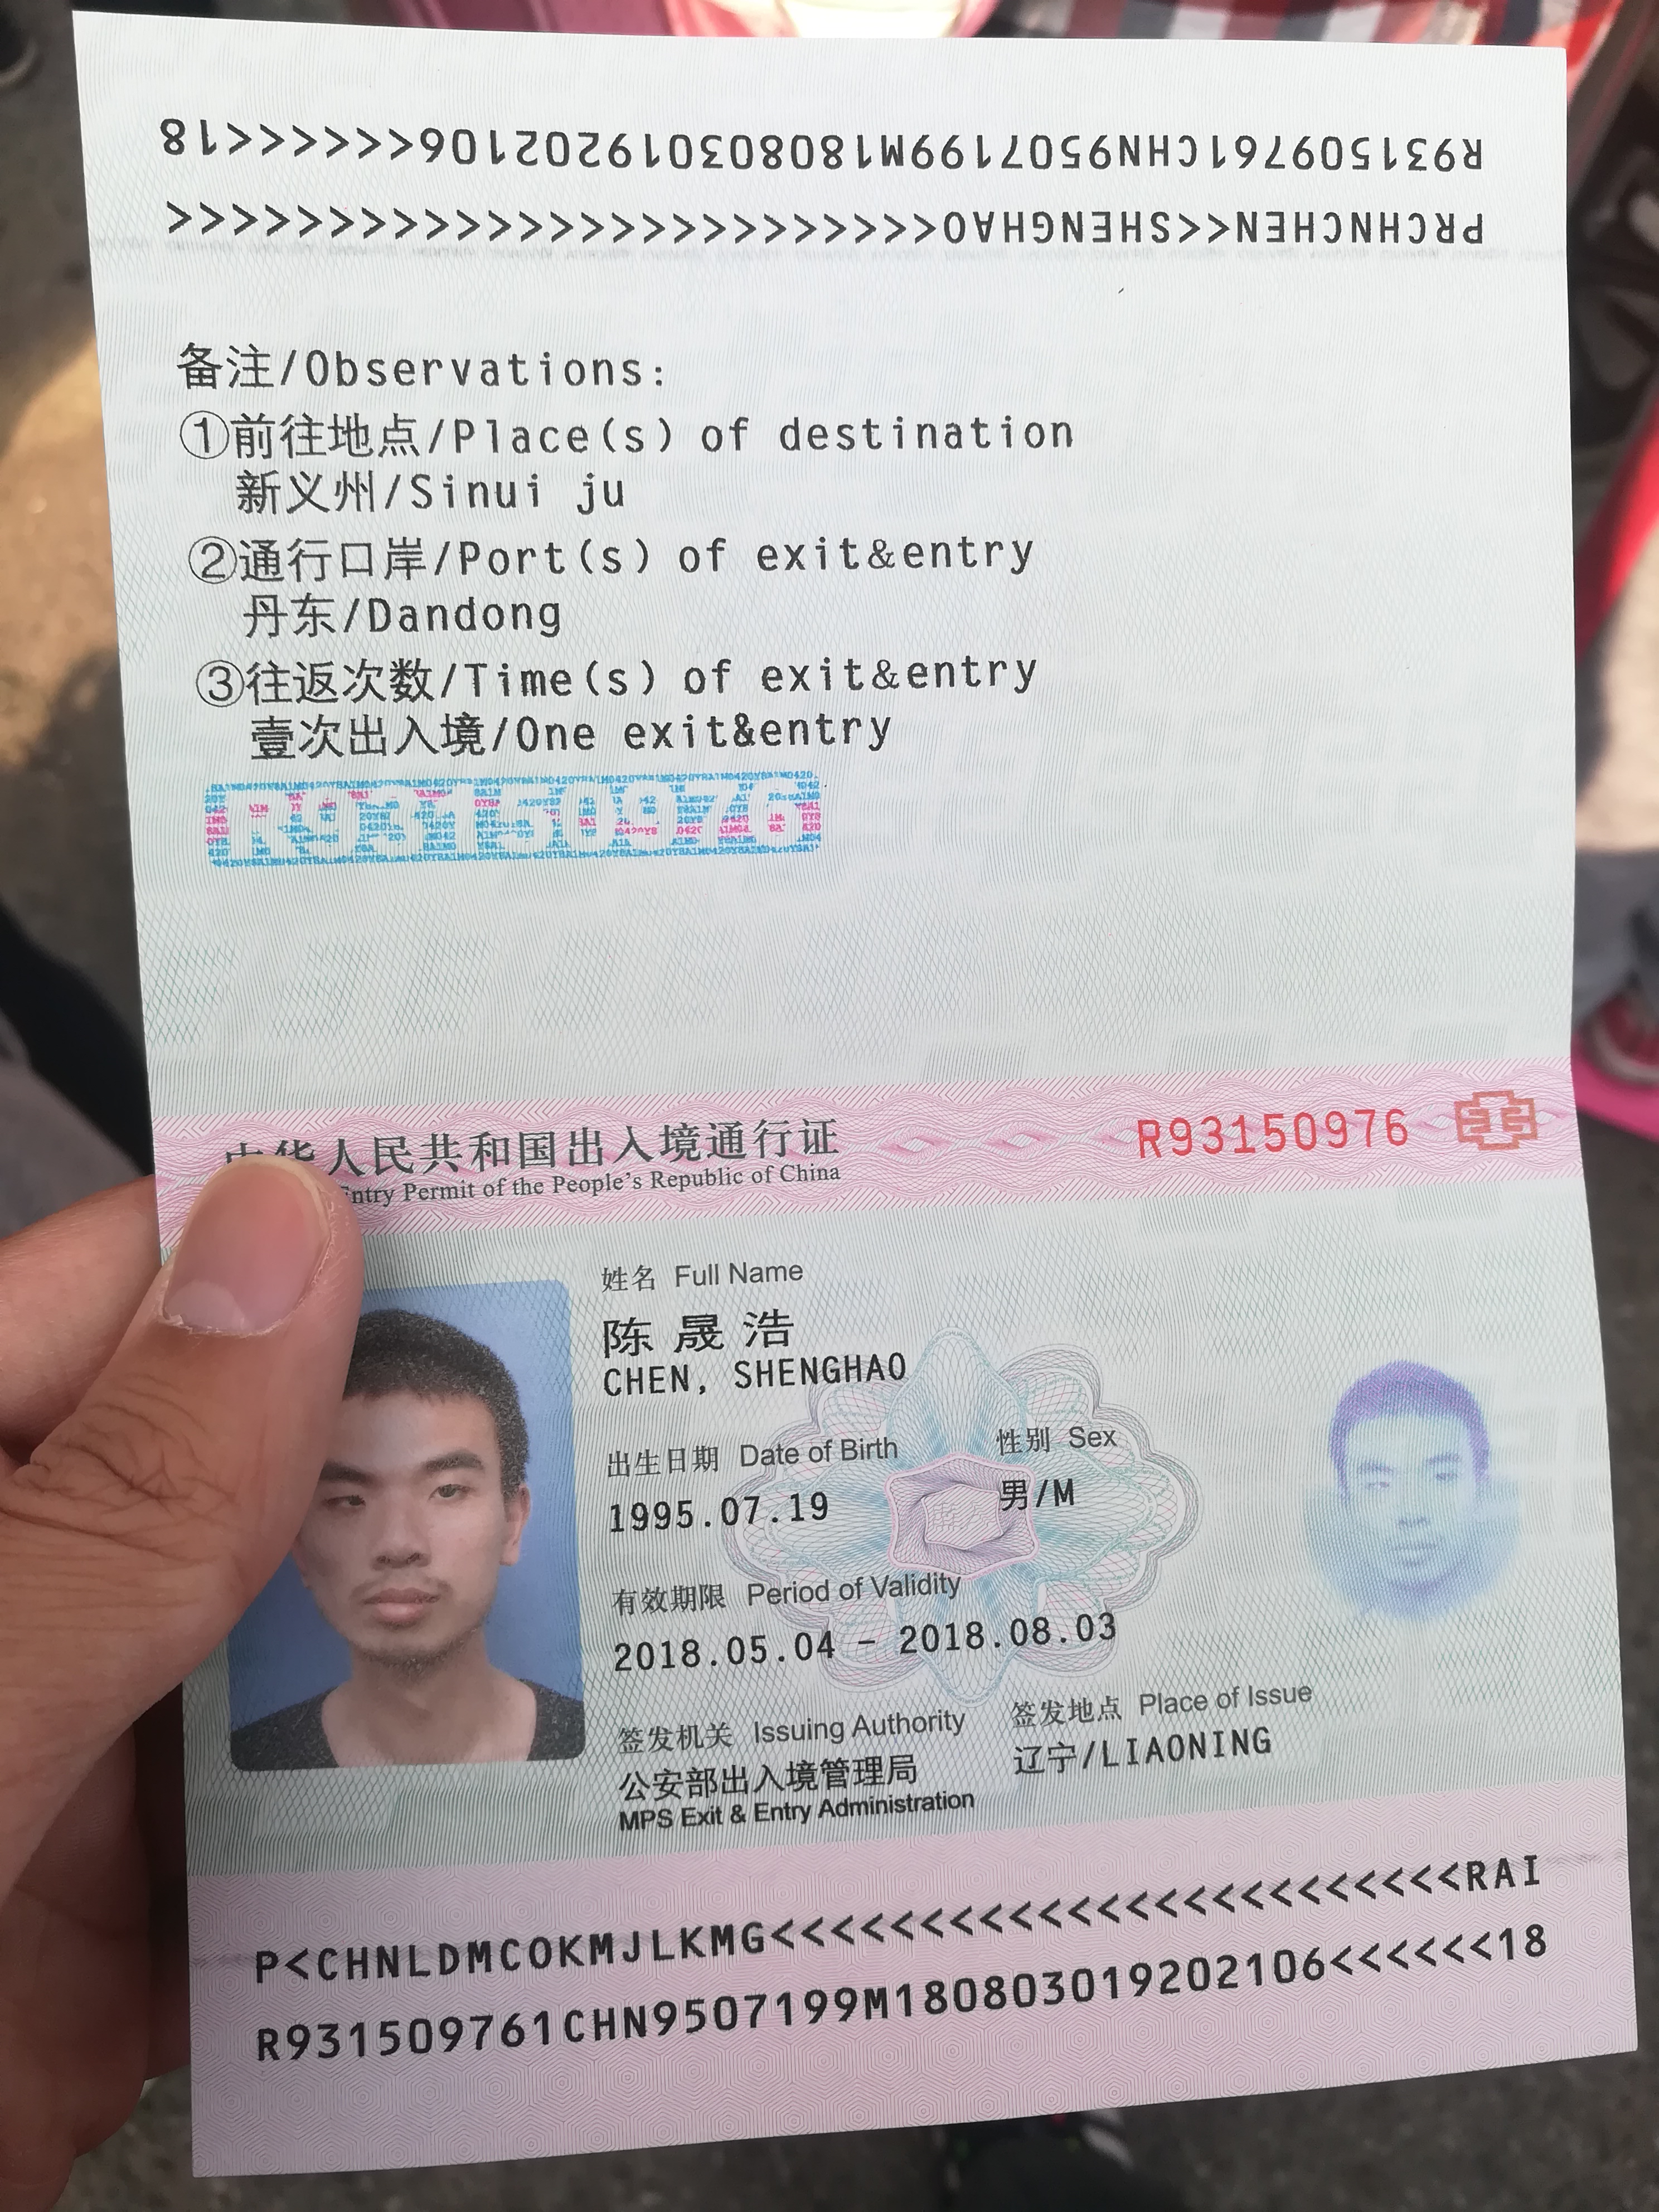 R931509761CHN9507199M180803019202106<<<<<<18
PRCHNCHEN<<SHENGHAO<<<<<<<<<<<<<<<<<<<<<<<<<
备注/Observations:
①前往地点/Place(s) of destination
新义州/Sinui ju
②通行口岸/Port(s) of exit&entry
丹东/Dandong
③往返次数/Time(s) of exit&entry
壹次出入境/One exit&entry
R93150976
中华人民共和国出入境通行证
Entry Permit of the People's Republic of China
R93150976
姓名 Full Name
陈晟浩
CHEN, SHENGHAO
出生日期 Date of Birth 性别 Sex
1995.07.19 男/M
有效期限 Period of Validity
2018.05.04 - 2018.08.03
签发机关 Issuing Authority 签发地点 Place of Issue
公安部出入境管理局 辽宁/LIAONING
MPS Exit & Entry Administration
P<CHNLDMCOKMJLKMG<<<<<<<<<<<<<<<<<<<<<<<<RAI
R931509761CHN9507199M180803019202106<<<<<<18